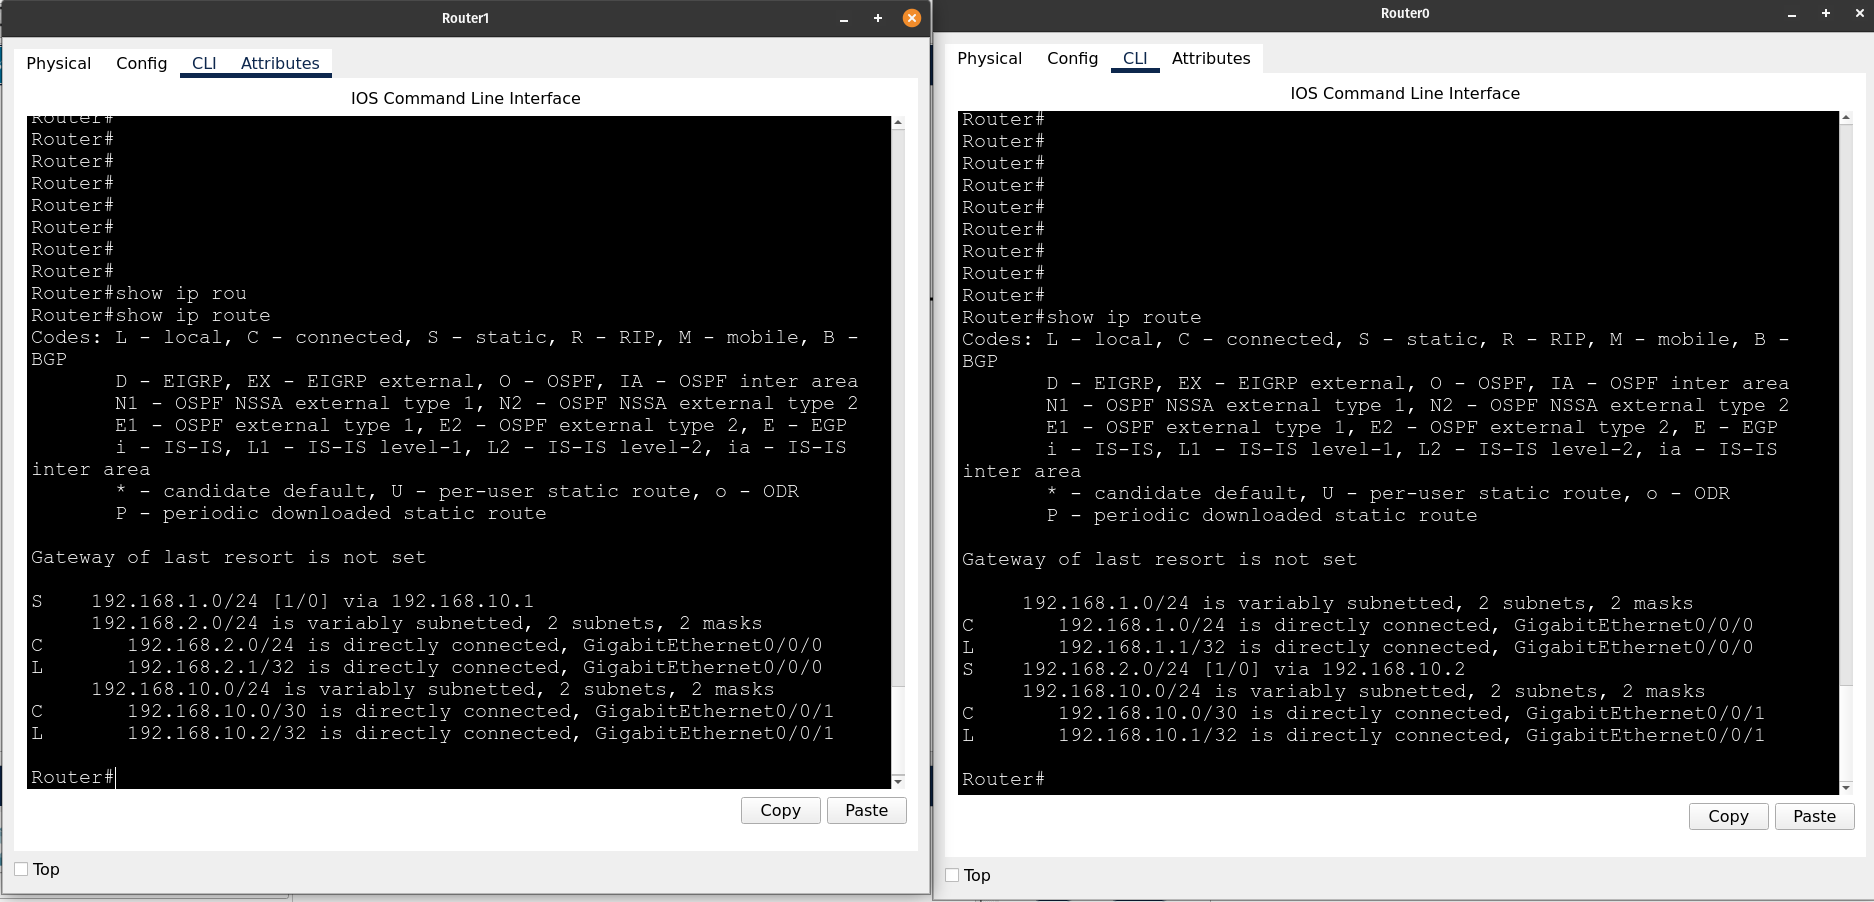 Router1
Physical Config CLI Attributes
IOS Command Line Interface
Router#
Router#
Router#
Router#
Router#
Router#
Router#
Router#
Router#show ip rou
Router#show ip route
Codes: L - local, C - connected, S - static, R - RIP, M - mobile, B -
BGP
D - EIGRP, EX - EIGRP external, O - OSPF, IA - OSPF inter area
N1 - OSPF NSSA external type 1, N2 - OSPF NSSA external type 2
E1 - OSPF external type 1, E2 - OSPF external type 2, E - EGP
i - IS-IS, L1 - IS-IS level-1, L2 - IS-IS level-2, ia - IS-IS
inter area
* - candidate default, U - per-user static route, o - ODR
P - periodic downloaded static route
Gateway of last resort is not set
S 192.168.1.0/24 [1/0] via 192.168.10.1
192.168.2.0/24 is variably subnetted, 2 subnets, 2 masks
C 192.168.2.0/24 is directly connected, GigabitEthernet0/0/0
L 192.168.2.1/32 is directly connected, GigabitEthernet0/0/0
192.168.10.0/24 is variably subnetted, 2 subnets, 2 masks
C 192.168.10.0/30 is directly connected, GigabitEthernet0/0/1
L 192.168.10.2/32 is directly connected, GigabitEthernet0/0/1
Router#
Copy Paste
Top
Router0
Physical Config CLI Attributes
IOS Command Line Interface
Router#
Router#
Router#
Router#
Router#
Router#
Router#
Router#
Router#
Router#show ip route
Codes: L - local, C - connected, S - static, R - RIP, M - mobile, B -
BGP
D - EIGRP, EX - EIGRP external, O - OSPF, IA - OSPF inter area
N1 - OSPF NSSA external type 1, N2 - OSPF NSSA external type 2
E1 - OSPF external type 1, E2 - OSPF external type 2, E - EGP
i - IS-IS, L1 - IS-IS level-1, L2 - IS-IS level-2, ia - IS-IS
inter area
* - candidate default, U - per-user static route, o - ODR
P - periodic downloaded static route
Gateway of last resort is not set
192.168.1.0/24 is variably subnetted, 2 subnets, 2 masks
C 192.168.1.0/24 is directly connected, GigabitEthernet0/0/0
L 192.168.1.1/32 is directly connected, GigabitEthernet0/0/0
S 192.168.2.0/24 [1/0] via 192.168.10.2
192.168.10.0/24 is variably subnetted, 2 subnets, 2 masks
C 192.168.10.0/30 is directly connected, GigabitEthernet0/0/1
L 192.168.10.1/32 is directly connected, GigabitEthernet0/0/1
Router#
Copy Paste
Top